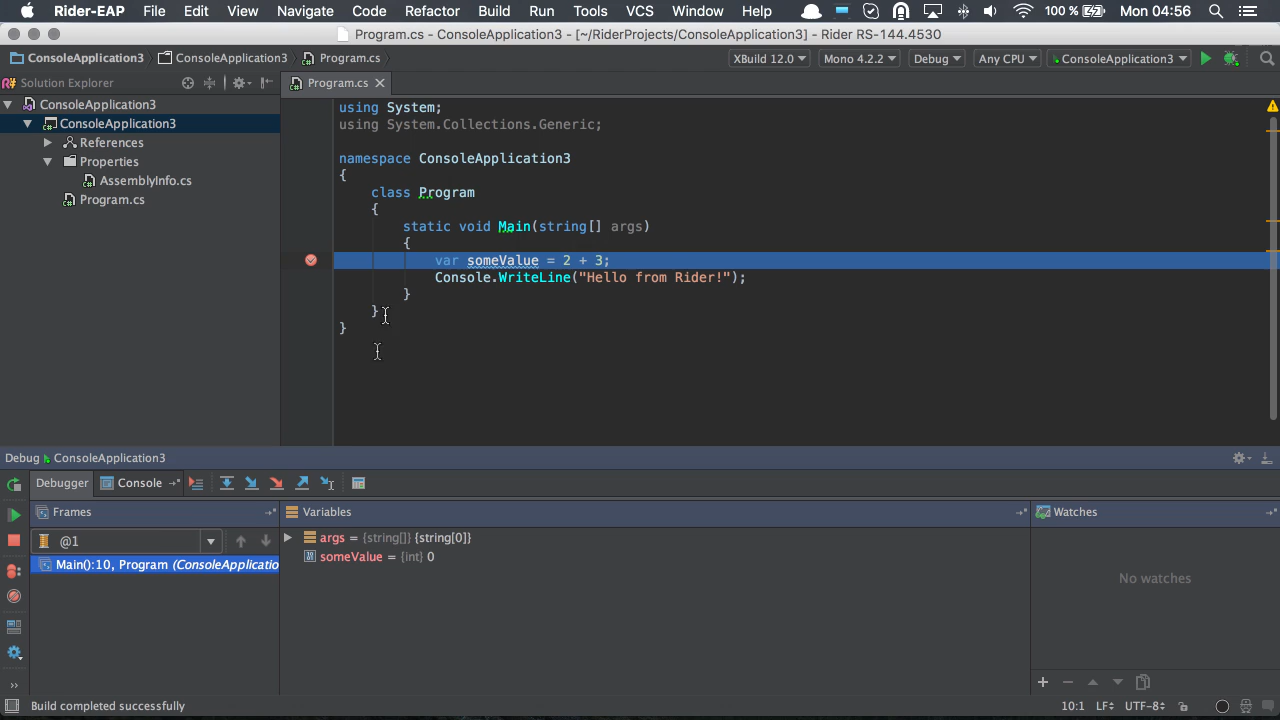 Rider-EAP File Edit View Navigate Code Refactor Build Run Tools VCS Window Help 100 % Mon 04:56
Program.cs - ConsoleApplication3 - [~/RiderProjects/ConsoleApplication3] - Rider RS-144.4530
ConsoleApplication3 ConsoleApplication3 Program.cs XBuild 12.0 Mono 4.2.2 Debug Any CPU ConsoleApplication3
Solution Explorer
Program.cs
ConsoleApplication3
ConsoleApplication3
References
Properties
AssemblyInfo.cs
Program.cs
using System;
using System.Collections.Generic;
namespace ConsoleApplication3
{
class Program
{
static void Main(string[] args)
{
var someValue = 2 + 3;
Console.WriteLine("Hello from Rider!");
}
}
}
Debug ConsoleApplication3
Debugger Console
Frames
Variables
Watches
@1
Main():10, Program (ConsoleApplicatio
args = {string[]} {string[0]}
someValue = {int} 0
No watches
Build completed successfully
10:1 LF UTF-8